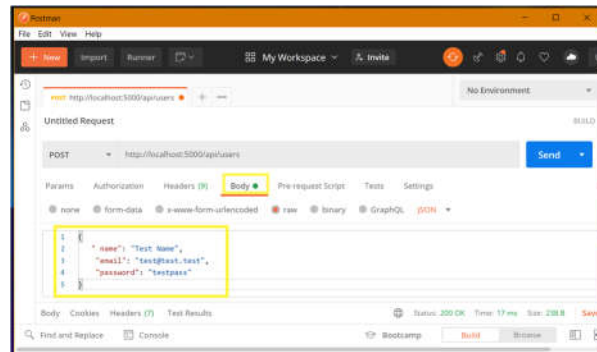 Postman
File Edit View Help
+ New Import Runner My Workspace Invite
POST http://localhost:5000/api/users + No Environment
Untitled Request BUILD
POST http://localhost:5000/api/users Send
Params Authorization Headers (9) Body Pre-request Script Tests Settings
none form-data x-www-form-urlencoded raw binary GraphQL JSON
1 {
2 " name": "Test Name",
3 "email": "test@test.test",
4 "password": "testpass"
5 }
Body Cookies Headers (7) Test Results Status: 200 OK Time: 17 ms Size: 238 B Save
Find and Replace Console Bootcamp Build Browse